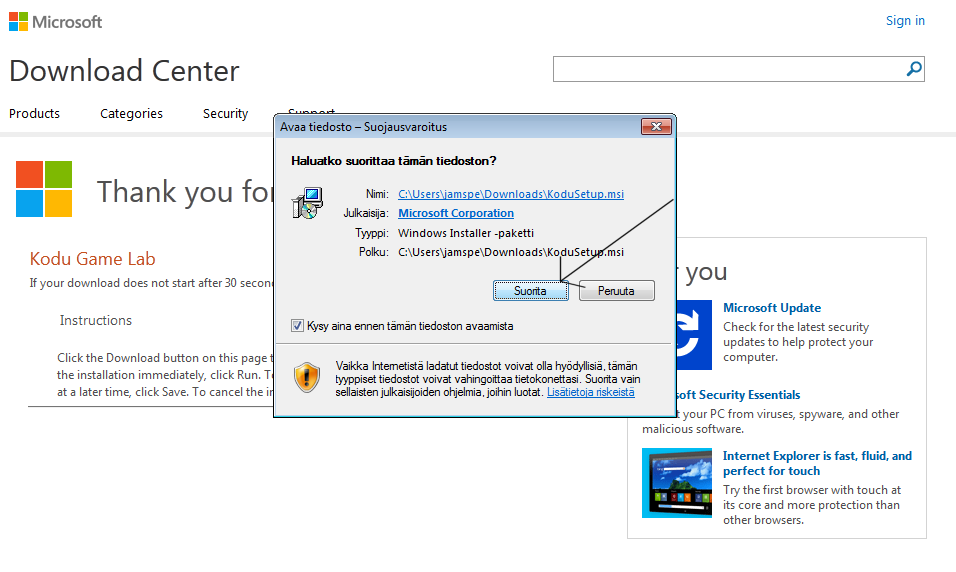 Microsoft
Sign in
Download Center
Products
Categories
Security
Support
Avaa tiedosto – Suojausvaroitus
Haluatko suorittaa tämän tiedoston?
Nimi: C:\Users\jamspe\Downloads\KoduSetup.msi
Julkaisija: Microsoft Corporation
Tyyppi: Windows Installer -paketti
Polku: C:\Users\jamspe\Downloads\KoduSetup.msi
Suorita
Peruuta
Kysy aina ennen tämän tiedoston avaamista
Vaikka Internetistä ladatut tiedostot voivat olla hyödyllisiä, tämän
tyyppiset tiedostot voivat vahingoittaa tietokonettasi. Suorita vain
sellaisten julkaisijoiden ohjelmia, joihin luotat. Lisätietoja riskeistä
Thank you for
Kodu Game Lab
If your download does not start after 30 secon
Instructions
Click the Download button on this page t
the installation immediately, click Run. T
at a later time, click Save. To cancel the in
you
Microsoft Update
Check for the latest security
updates to help protect your
computer.
soft Security Essentials
your PC from viruses, spyware, and other
malicious software.
Internet Explorer is fast, fluid, and
perfect for touch
Try the first browser with touch at
its core and more protection than
other browsers.